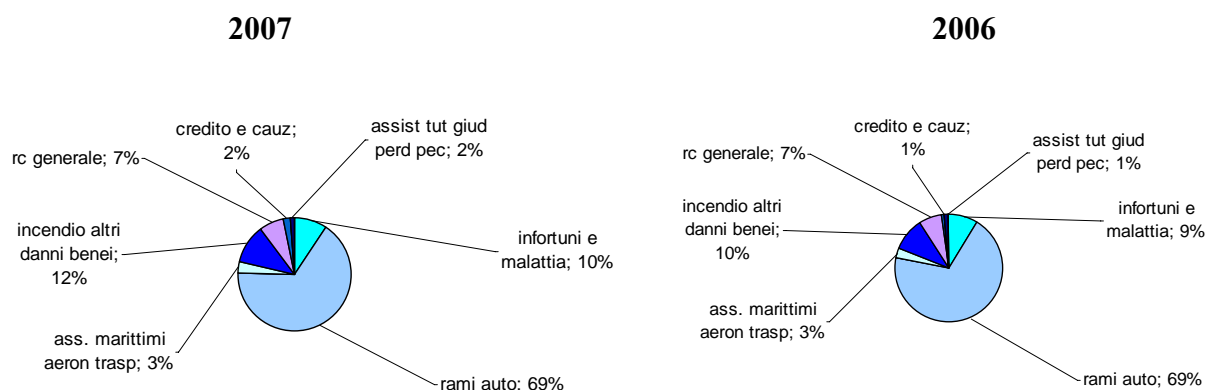 2007
credito e cauz;
2%
assist tut giud
perd pec; 2%
rc generale; 7%
incendio altri
danni benei;
12%
infortuni e
malattia; 10%
ass. marittimi
aeron trasp; 3%
rami auto; 69%
2006
credito e cauz;
1%
assist tut giud
perd pec; 1%
rc generale; 7%
incendio altri
danni benei;
10%
infortuni e
malattia; 9%
ass. marittimi
aeron trasp; 3%
rami auto; 69%